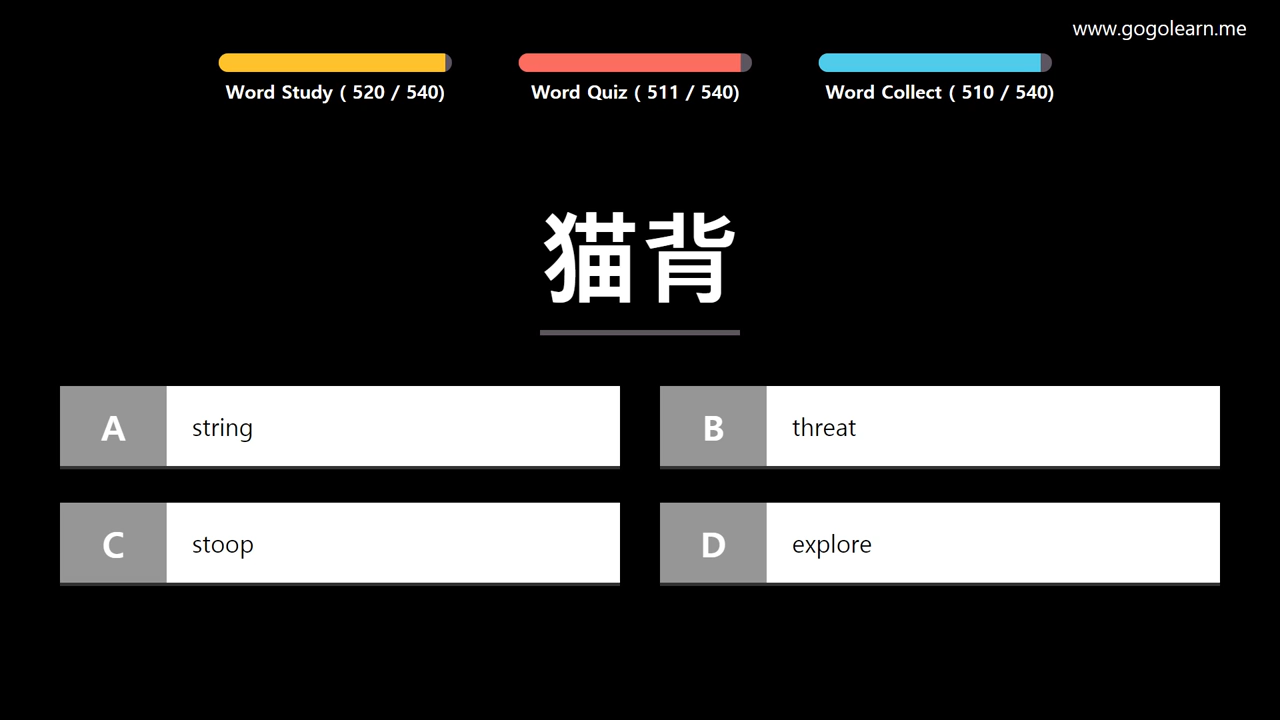 www.gogolearn.me
Word Study ( 520 / 540)
Word Quiz ( 511 / 540)
Word Collect ( 510 / 540)
猫背
A string
B threat
C stoop
D explore